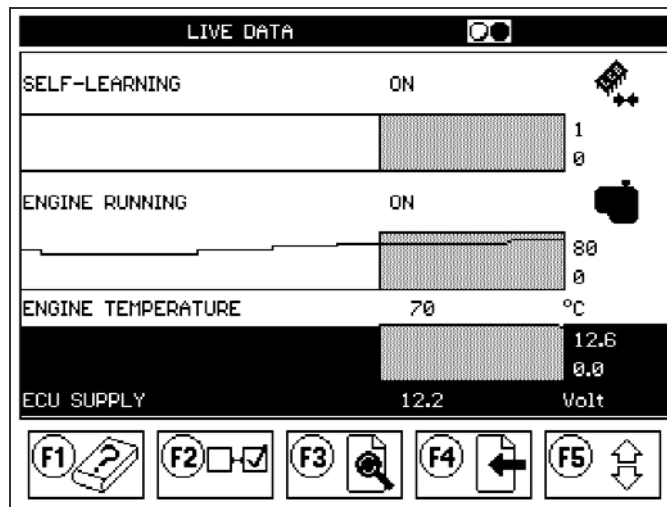 LIVE DATA
SELF-LEARNING ON
1
0
ENGINE RUNNING ON
80
0
ENGINE TEMPERATURE 70 °C
12.6
0.0
ECU SUPPLY 12.2 Volt
F1 ? F2 F3 F4 F5